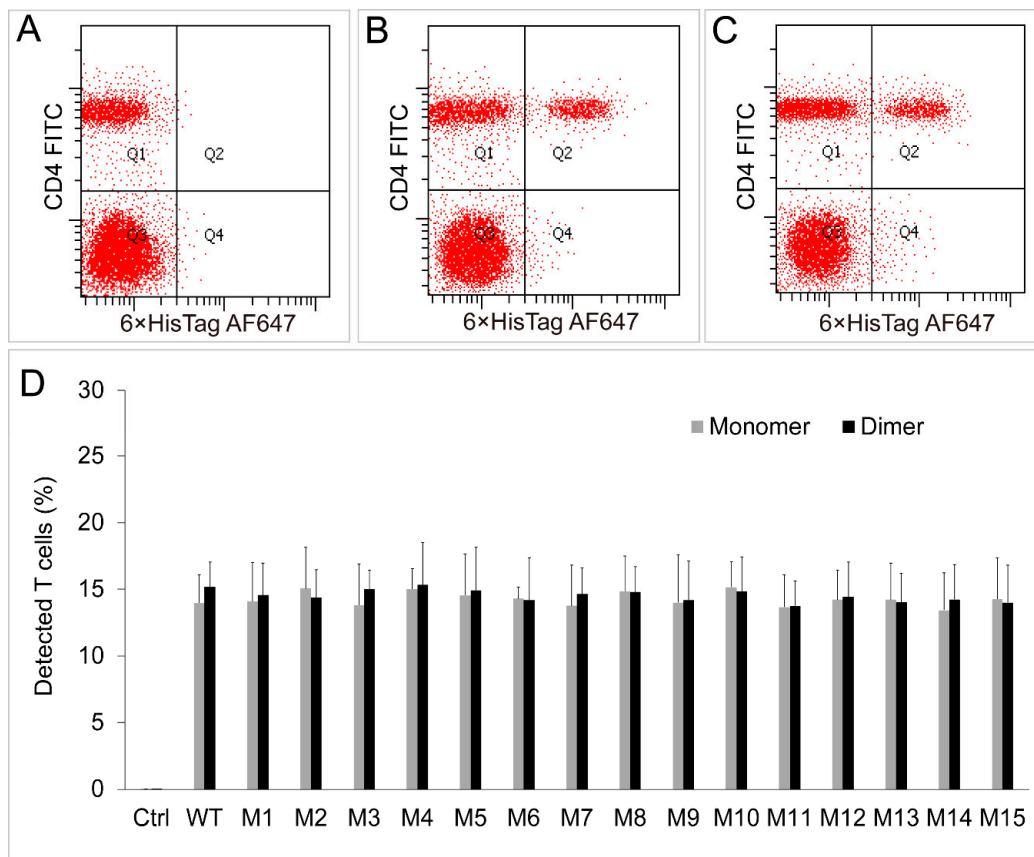 A
CD4 FITC
Q1 Q2
Q3 Q4
6×HisTag AF647
B
CD4 FITC
Q1 Q2
Q3 Q4
6×HisTag AF647
C
CD4 FITC
Q1 Q2
Q3 Q4
6×HisTag AF647
D
Detected T cells (%)
30
25
20
15
10
5
0
Monomer Dimer
Ctrl WT M1 M2 M3 M4 M5 M6 M7 M8 M9 M10 M11 M12 M13 M14 M15